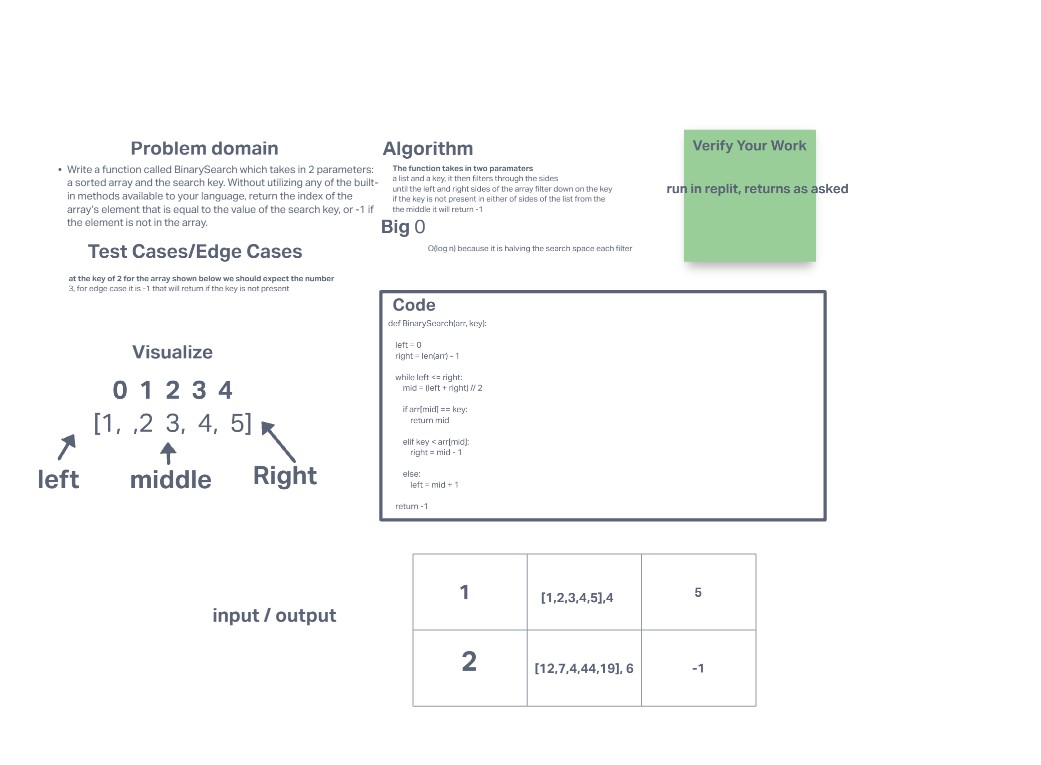 Problem domain
• Write a function called BinarySearch which takes in 2 parameters:
a sorted array and the search key. Without utilizing any of the built-
in methods available to your language, return the index of the
array's element that is equal to the value of the search key, or -1 if
the element is not in the array.
Test Cases/Edge Cases
at the key of 2 for the array shown below we should expect the number
3, for edge case it is -1 that will return if the key is not present
Visualize
0 1 2 3 4
[1, ,2 3, 4, 5]
left
middle
Right
Algorithm
The function takes in two paramaters
a list and a key, it then filters through the sides
until the left and right sides of the array filter down on the key
if the key is not present in either of sides of the list from the
the middle it will return -1
Big 0
O(log n) because it is halving the search space each filter
Verify Your Work
run in replit, returns as asked
Code
def BinarySearch(arr, key):
left = 0
right = len(arr) - 1
while left <= right:
mid = (left + right) // 2
if arr[mid] == key:
return mid
elif key < arr[mid]:
right = mid - 1
else:
left = mid + 1
return -1
input / output
1 [1,2,3,4,5],4 5
2 [12,7,4,44,19], 6 -1